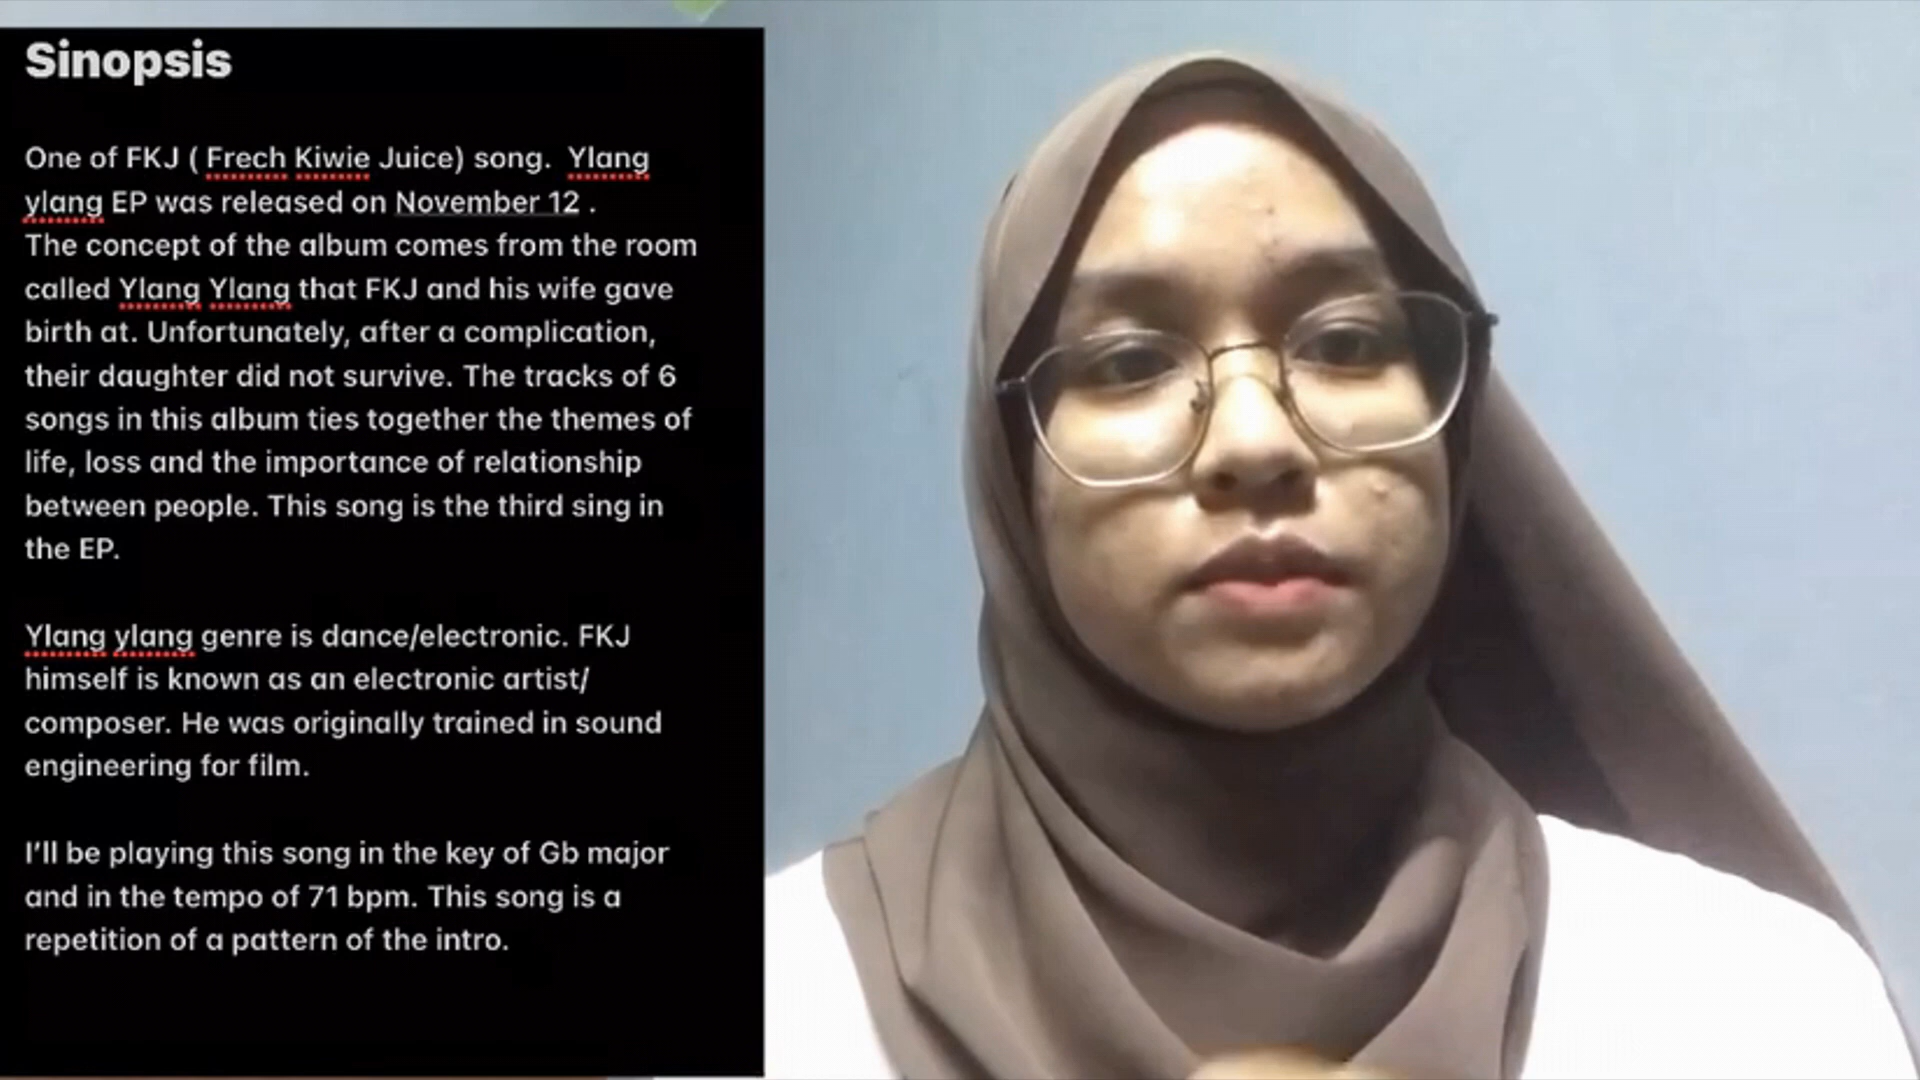 Sinopsis
One of FKJ ( Frech Kiwie Juice) song.  Ylang
ylang EP was released on November 12 .
The concept of the album comes from the room
called Ylang Ylang that FKJ and his wife gave
birth at. Unfortunately, after a complication,
their daughter did not survive. The tracks of 6
songs in this album ties together the themes of
life, loss and the importance of relationship
between people. This song is the third sing in
the EP.
Ylang ylang genre is dance/electronic. FKJ
himself is known as an electronic artist/
composer. He was originally trained in sound
engineering for film.
I’ll be playing this song in the key of Gb major
and in the tempo of 71 bpm. This song is a
repetition of a pattern of the intro.